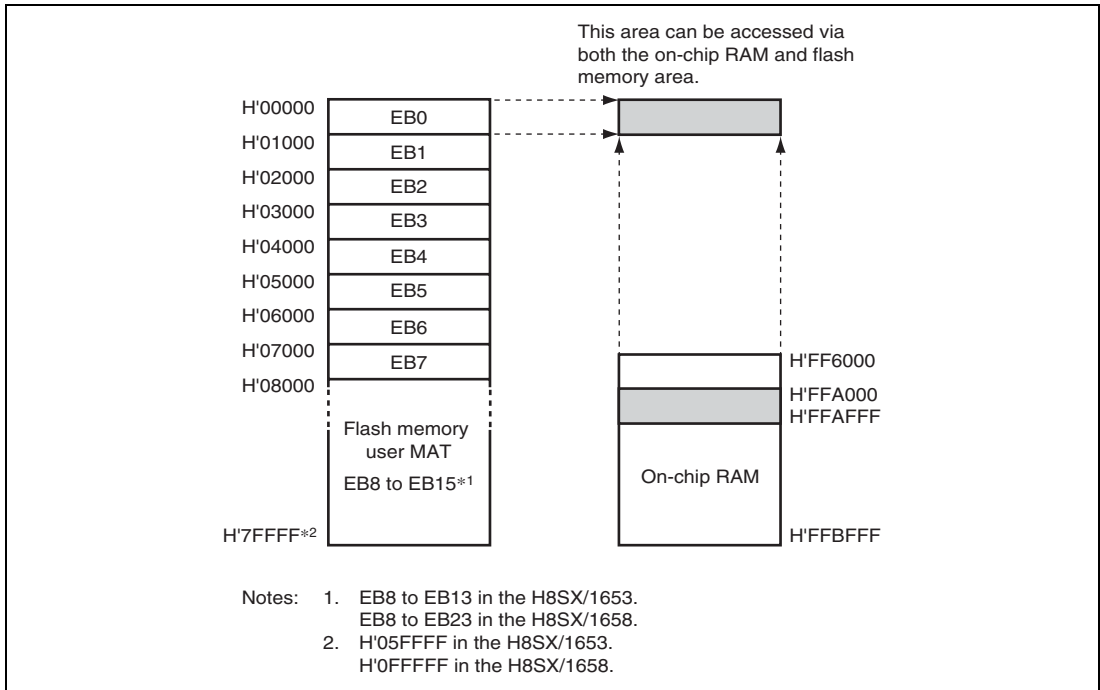 This area can be accessed via
both the on-chip RAM and flash
memory area.
H'00000
EB0
H'01000
EB1
H'02000
EB2
H'03000
EB3
H'04000
EB4
H'05000
EB5
H'06000
EB6
H'07000
EB7
H'08000
Flash memory
user MAT
EB8 to EB15*1
H'7FFFF*2
H'FF6000
H'FFA000
H'FFAFFF
On-chip RAM
H'FFBFFF
Notes: 1. EB8 to EB13 in the H8SX/1653.
EB8 to EB23 in the H8SX/1658.
2. H'05FFFF in the H8SX/1653.
H'0FFFFF in the H8SX/1658.